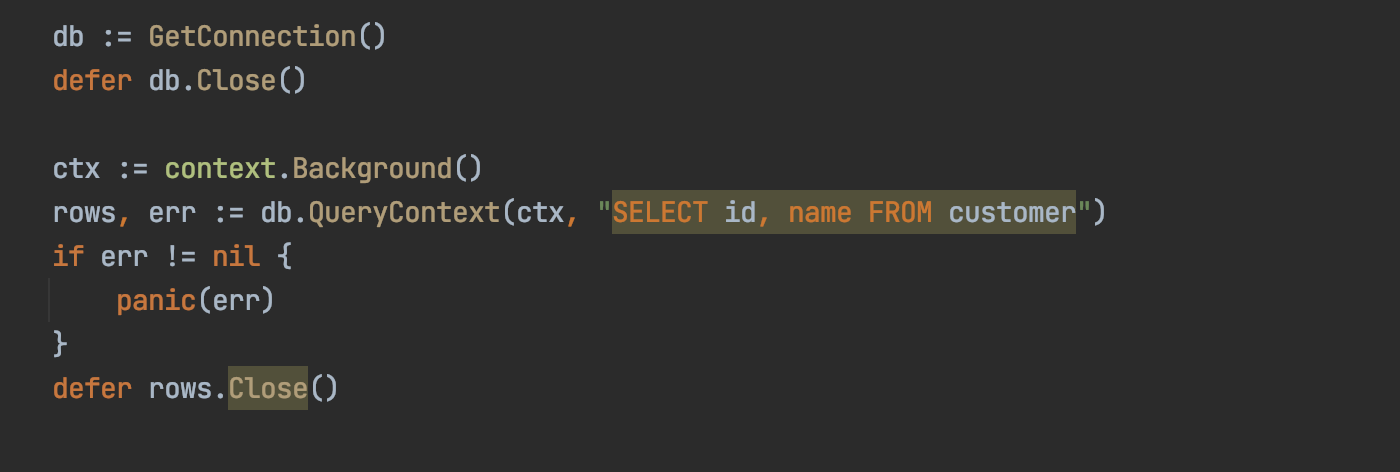 db := GetConnection()
defer db.Close()
ctx := context.Background()
rows, err := db.QueryContext(ctx, "SELECT id, name FROM customer")
if err != nil {
    panic(err)
}
defer rows.Close()